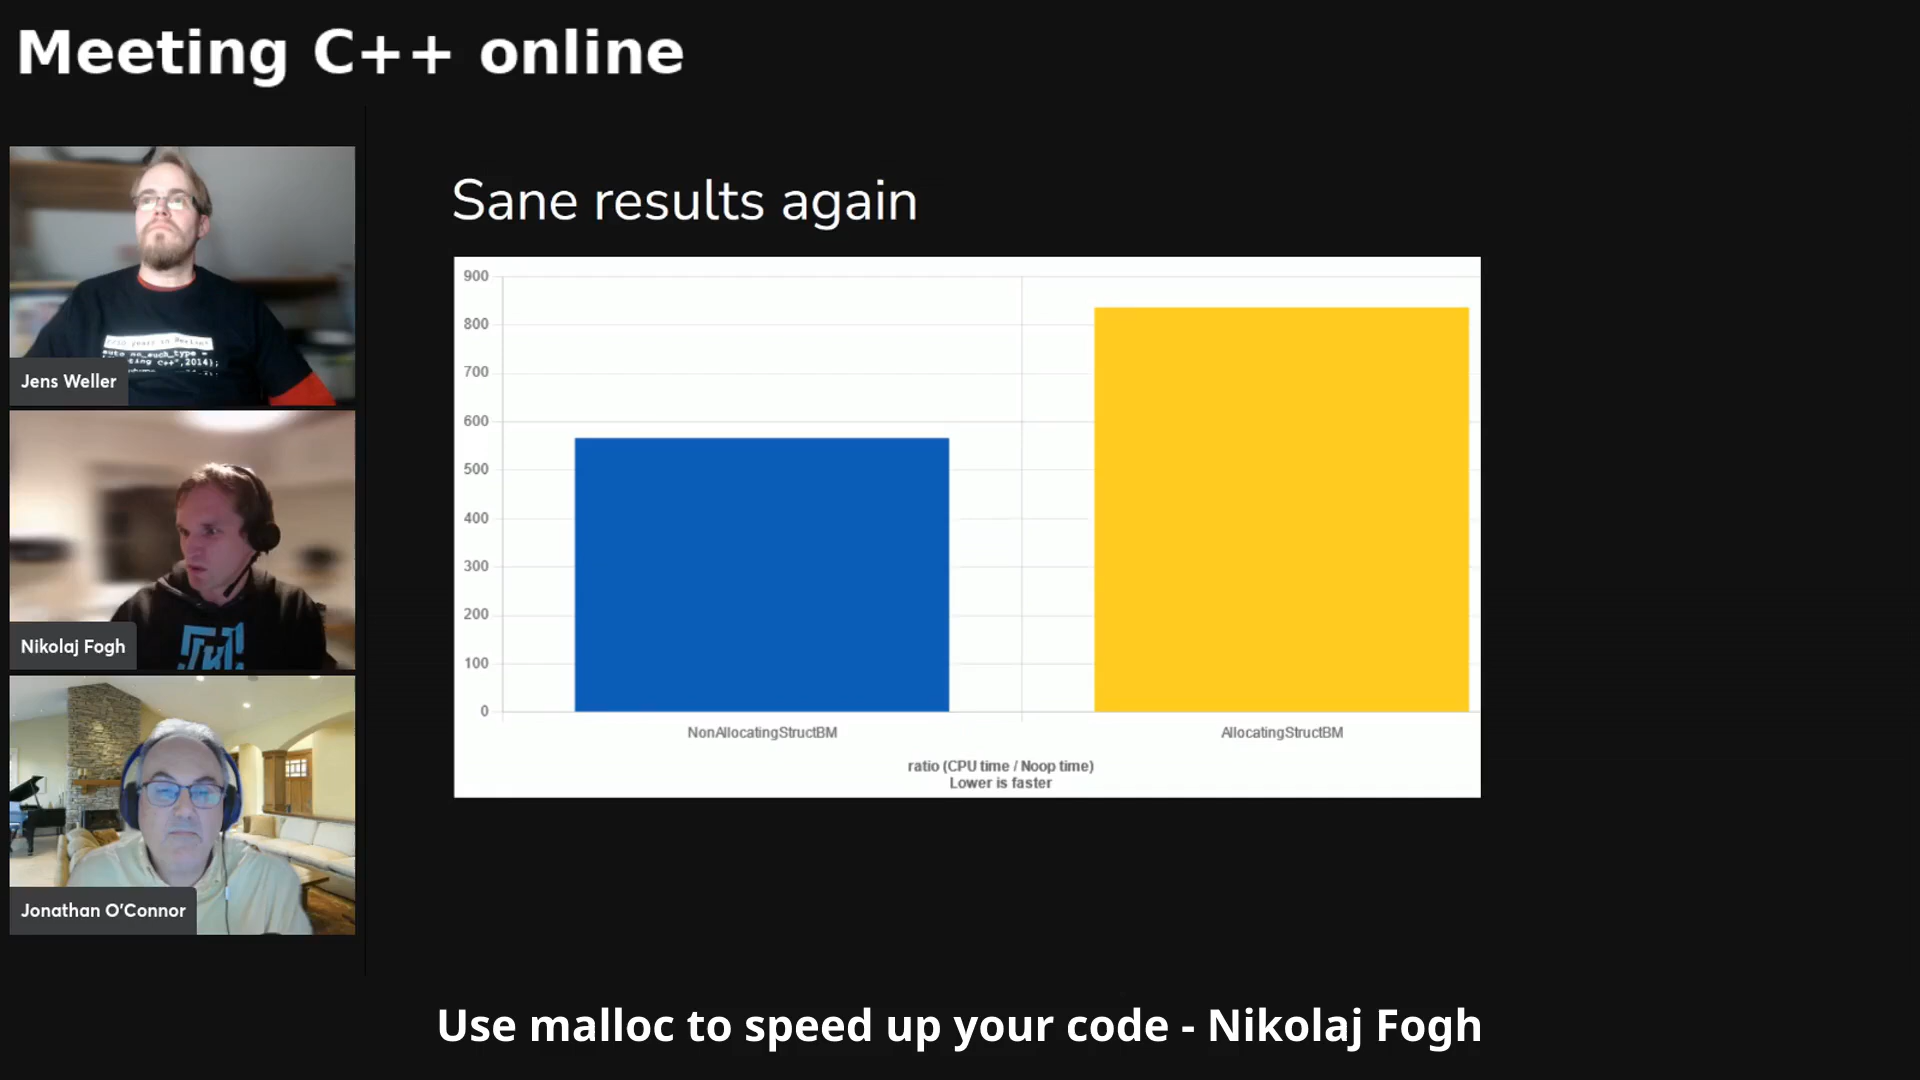 Meeting C++ online
auto no_such_type =
Jens Weller
Nikolaj Fogh
Jonathan O'Connor
Sane results again
900
800
700
600
500
400
300
200
100
0
NonAllocatingStructBM
AllocatingStructBM
ratio (CPU time / Noop time)
Lower is faster
Use malloc to speed up your code - Nikolaj Fogh